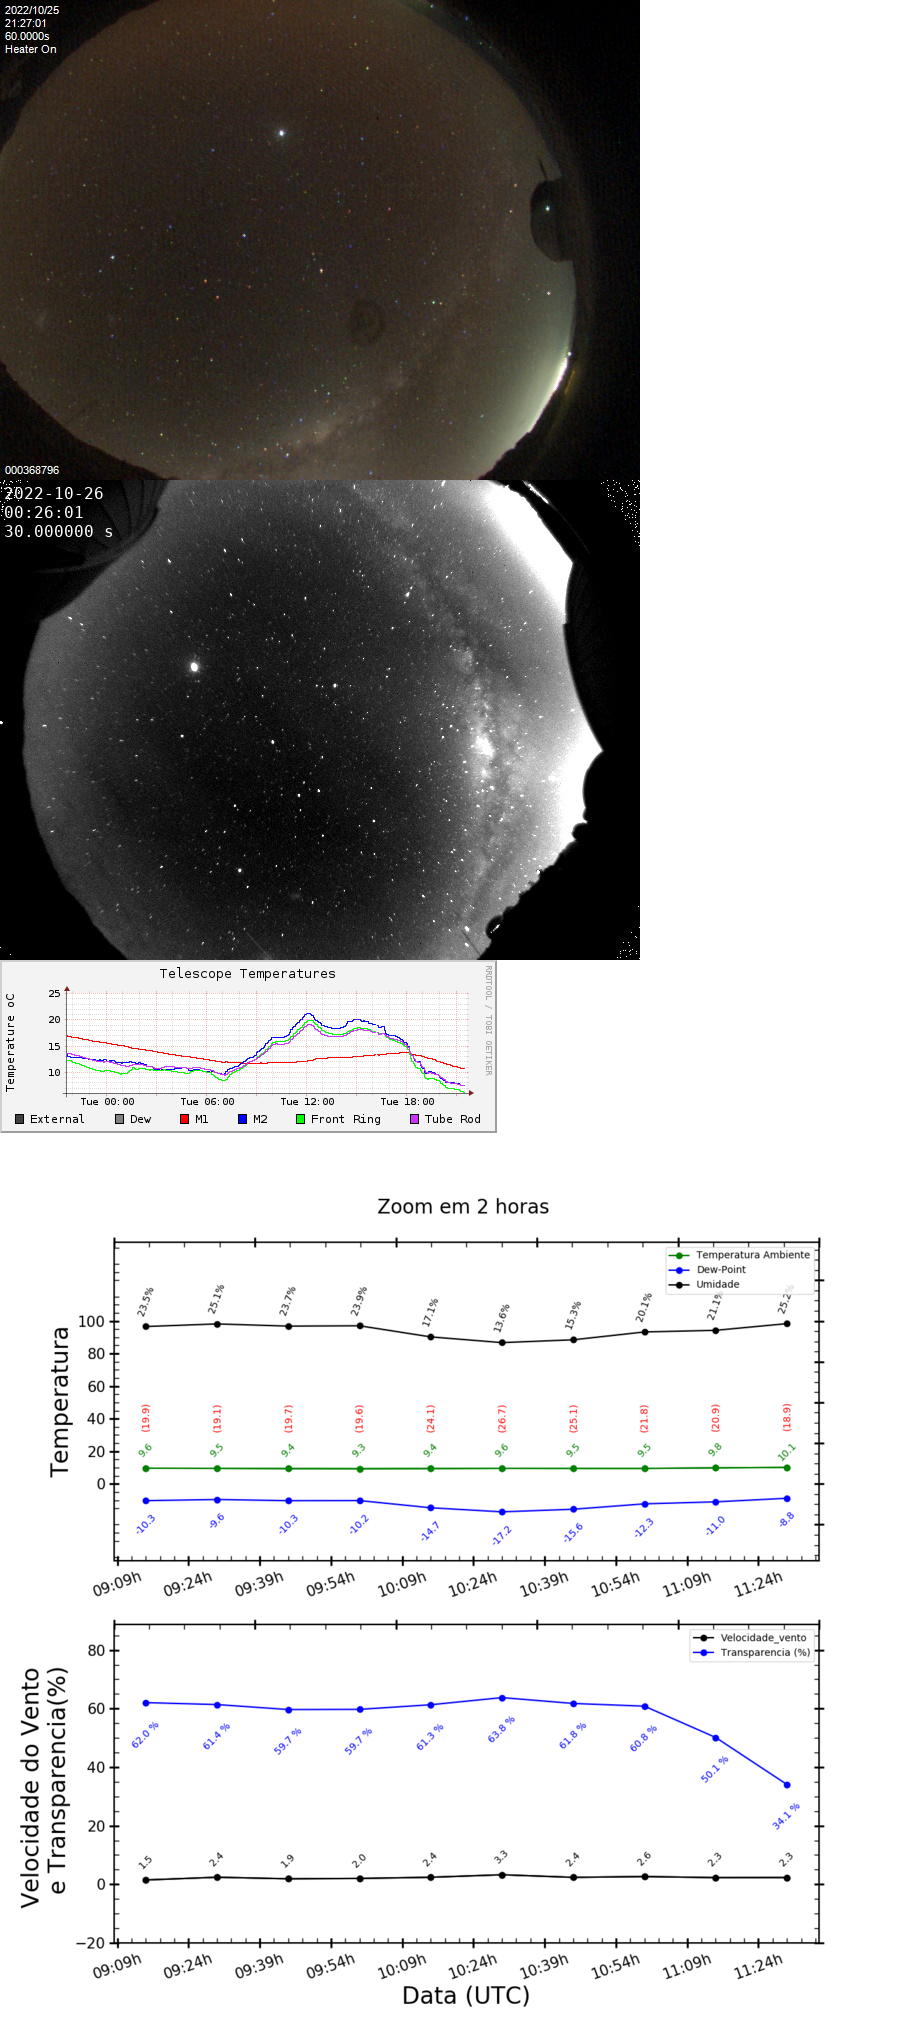 2022/10/25
21:27:01
60.0000s
Heater On
000368796
2022-10-26
00:26:01
30.000000 s
Telescope Temperatures
RRDTOOL / TOBI OETIKER
Temperature oC
25
20
15
10
Tue 00:00 Tue 06:00 Tue 12:00 Tue 18:00
External Dew M1 M2 Front Ring Tube Rod
Zoom em 2 horas
Temperatura Ambiente
Dew-Point
Umidade
23.5% 25.1% 23.7% 23.9% 17.1% 13.6% 15.3% 20.1% 21.1% 25.2%
Temperatura
100
80
60
40
20
0
(19.9) (19.1) (19.7) (19.6) (24.1) (26.7) (25.1) (21.8) (20.9) (18.9)
9.6 9.5 9.4 9.3 9.4 9.6 9.5 9.5 9.8 10.1
-10.3 -9.6 -10.3 -10.2 -14.7 -17.2 -15.6 -12.3 -11.0 -8.8
09:09h 09:24h 09:39h 09:54h 10:09h 10:24h 10:39h 10:54h 11:09h 11:24h
Velocidade_vento
Transparencia (%)
Velocidade do Vento
e Transparencia(%)
80
60
40
20
0
−20
62.0 % 61.4 % 59.7 % 59.7 % 61.3 % 63.8 % 61.8 % 60.8 % 50.1 % 34.1 %
1.5 2.4 1.9 2.0 2.4 3.3 2.4 2.6 2.3 2.3
09:09h 09:24h 09:39h 09:54h 10:09h 10:24h 10:39h 10:54h 11:09h 11:24h
Data (UTC)